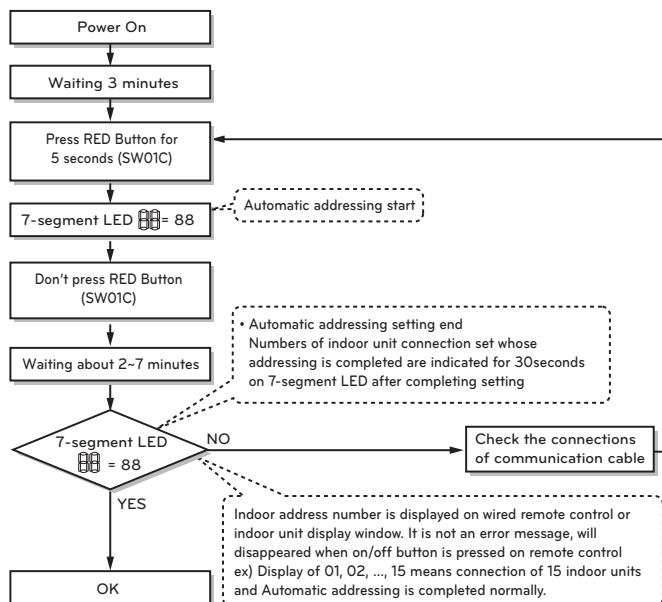 Power On
Waiting 3 minutes
Press RED Button for
5 seconds (SW01C)
7-segment LED 88 = 88
Automatic addressing start
Don't press RED Button
(SW01C)
• Automatic addressing setting end
Numbers of indoor unit connection set whose
addressing is completed are indicated for 30seconds
on 7-segment LED after completing setting
Waiting about 2~7 minutes
7-segment LED
88 = 88
NO
Check the connections
of communication cable
YES
Indoor address number is displayed on wired remote control or
indoor unit display window. It is not an error message, will
disappeared when on/off button is pressed on remote control
ex) Display of 01, 02, ..., 15 means connection of 15 indoor units
and Automatic addressing is completed normally.
OK